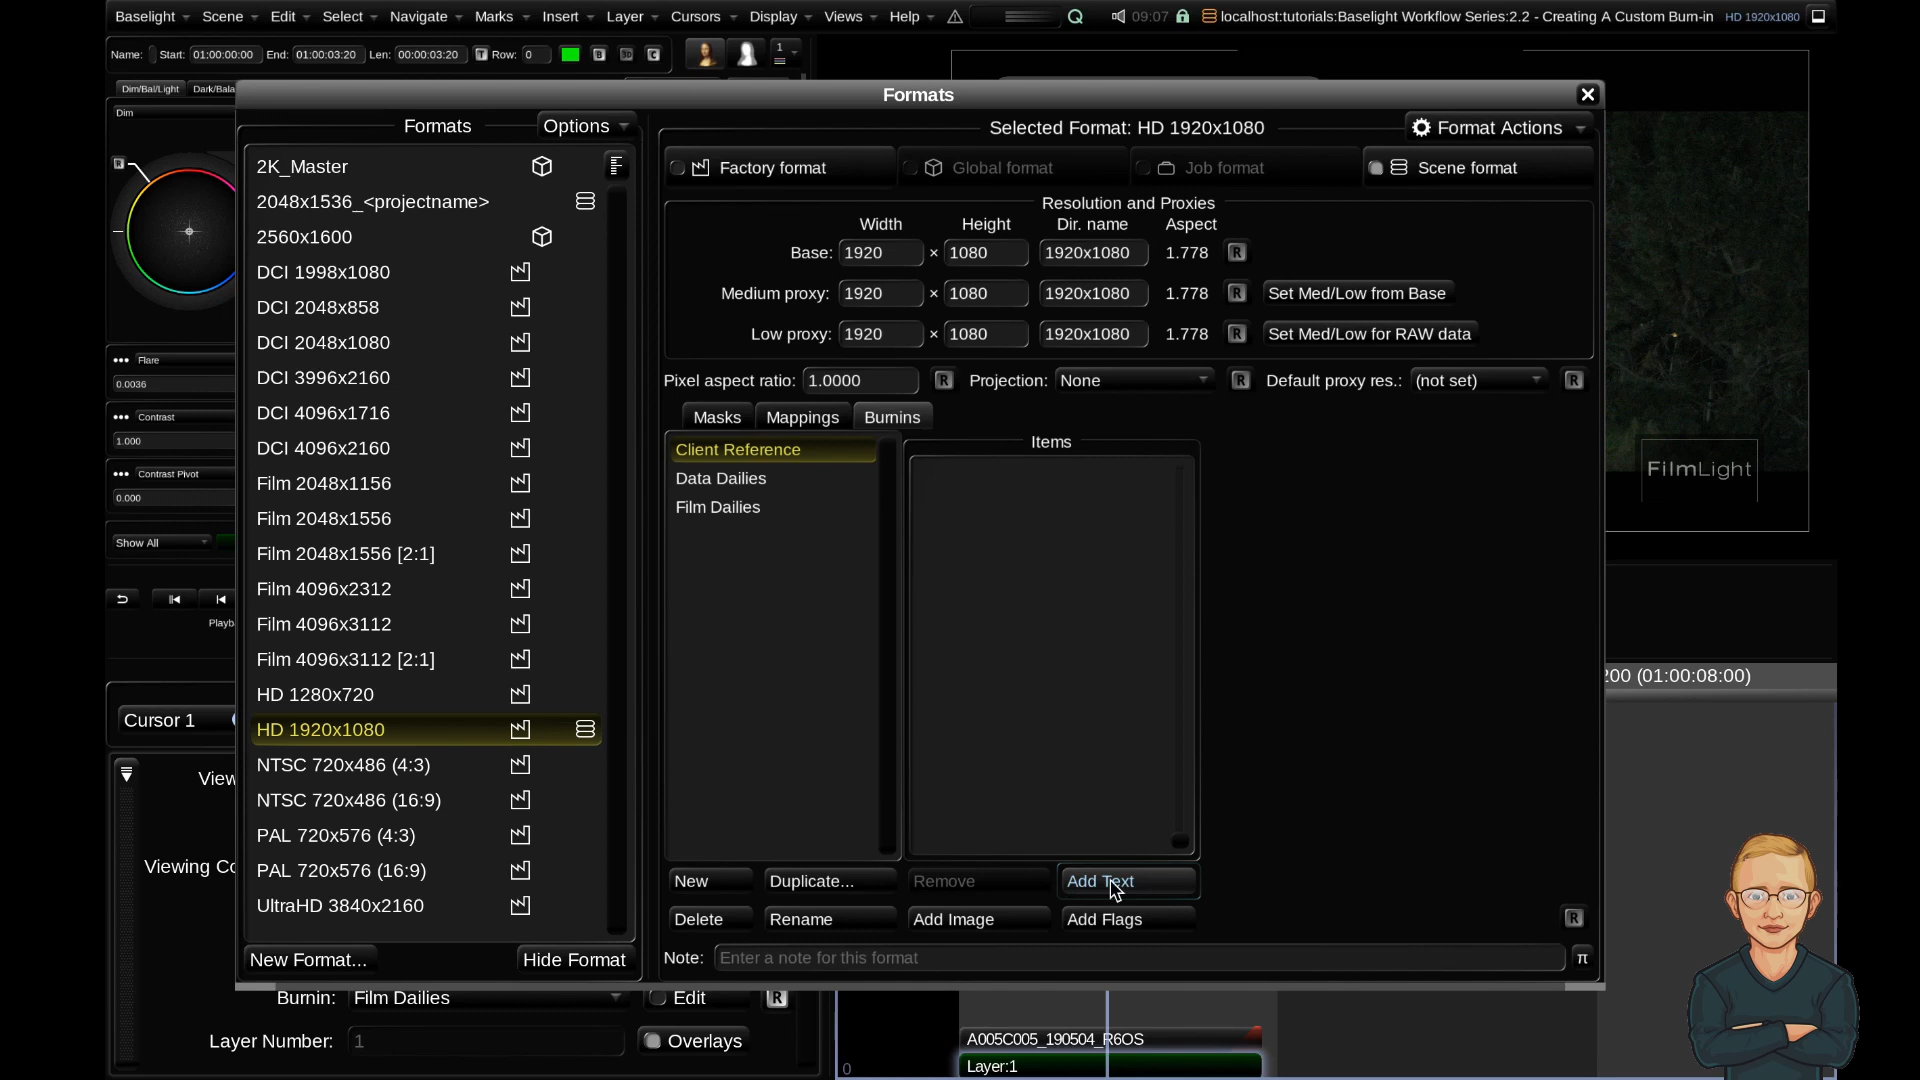 Baselight Scene Edit Select Navigate Marks Insert Layer Cursors Display Views Help 09:07 localhost:tutorials:Baselight Workflow Series:2.2 - Creating A Custom Burn-in HD 1920x1080
Name: Start: 01:00:00:00 End: 01:00:03:20 Len: 00:00:03:20 T Row: 0 B C 1
Dim/Bal/Light Dark/Bala
Dim
R
Flare
0.0036
Contrast
1.000
Contrast Pivot
0.000
Show All
Playb
Cursor 1
View
Viewing Co
Burnin: Film Dailies Edit R
Layer Number: 1 Overlays
Formats
Formats Options
2K_Master
2048x1536_<projectname>
2560x1600
DCI 1998x1080
DCI 2048x858
DCI 2048x1080
DCI 3996x2160
DCI 4096x1716
DCI 4096x2160
Film 2048x1156
Film 2048x1556
Film 2048x1556 [2:1]
Film 4096x2312
Film 4096x3112
Film 4096x3112 [2:1]
HD 1280x720
HD 1920x1080
NTSC 720x486 (4:3)
NTSC 720x486 (16:9)
PAL 720x576 (4:3)
PAL 720x576 (16:9)
UltraHD 3840x2160
New Format... Hide Format
Selected Format: HD 1920x1080 Format Actions
Factory format Global format Job format Scene format
Resolution and Proxies
Width Height Dir. name Aspect
Base: 1920 × 1080 1920x1080 1.778 R
Medium proxy: 1920 × 1080 1920x1080 1.778 R Set Med/Low from Base
Low proxy: 1920 × 1080 1920x1080 1.778 R Set Med/Low for RAW data
Pixel aspect ratio: 1.0000 R Projection: None R Default proxy res.: (not set) R
Masks Mappings Burnins
Client Reference
Data Dailies
Film Dailies
Items
New Duplicate... Remove Add Text
Delete Rename Add Image Add Flags R
Note: Enter a note for this format π
FilmLight
200 (01:00:08:00)
A005C005_190504_R6OS
Layer:1
0